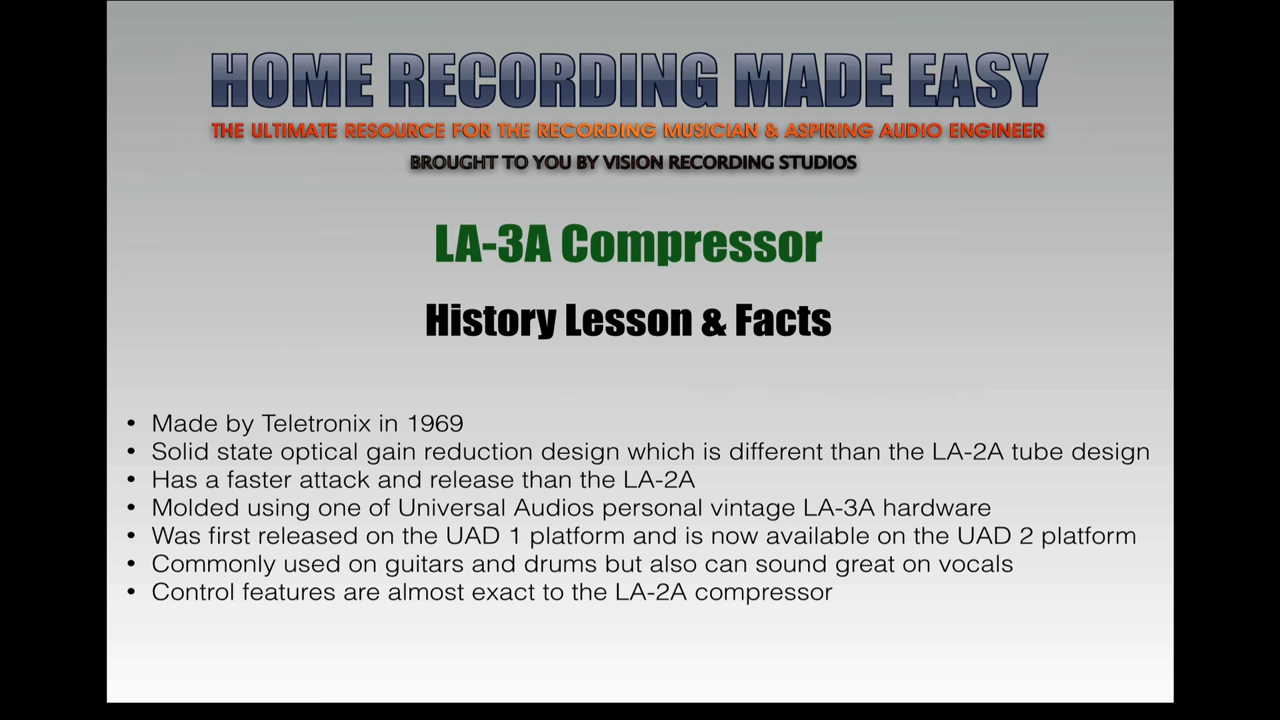 HOME RECORDING MADE EASY
THE ULTIMATE RESOURCE FOR THE RECORDING MUSICIAN & ASPIRING AUDIO ENGINEER
BROUGHT TO YOU BY VISION RECORDING STUDIOS
LA-3A Compressor
History Lesson & Facts
• Made by Teletronix in 1969
• Solid state optical gain reduction design which is different than the LA-2A tube design
• Has a faster attack and release than the LA-2A
• Molded using one of Universal Audios personal vintage LA-3A hardware
• Was first released on the UAD 1 platform and is now available on the UAD 2 platform
• Commonly used on guitars and drums but also can sound great on vocals
• Control features are almost exact to the LA-2A compressor